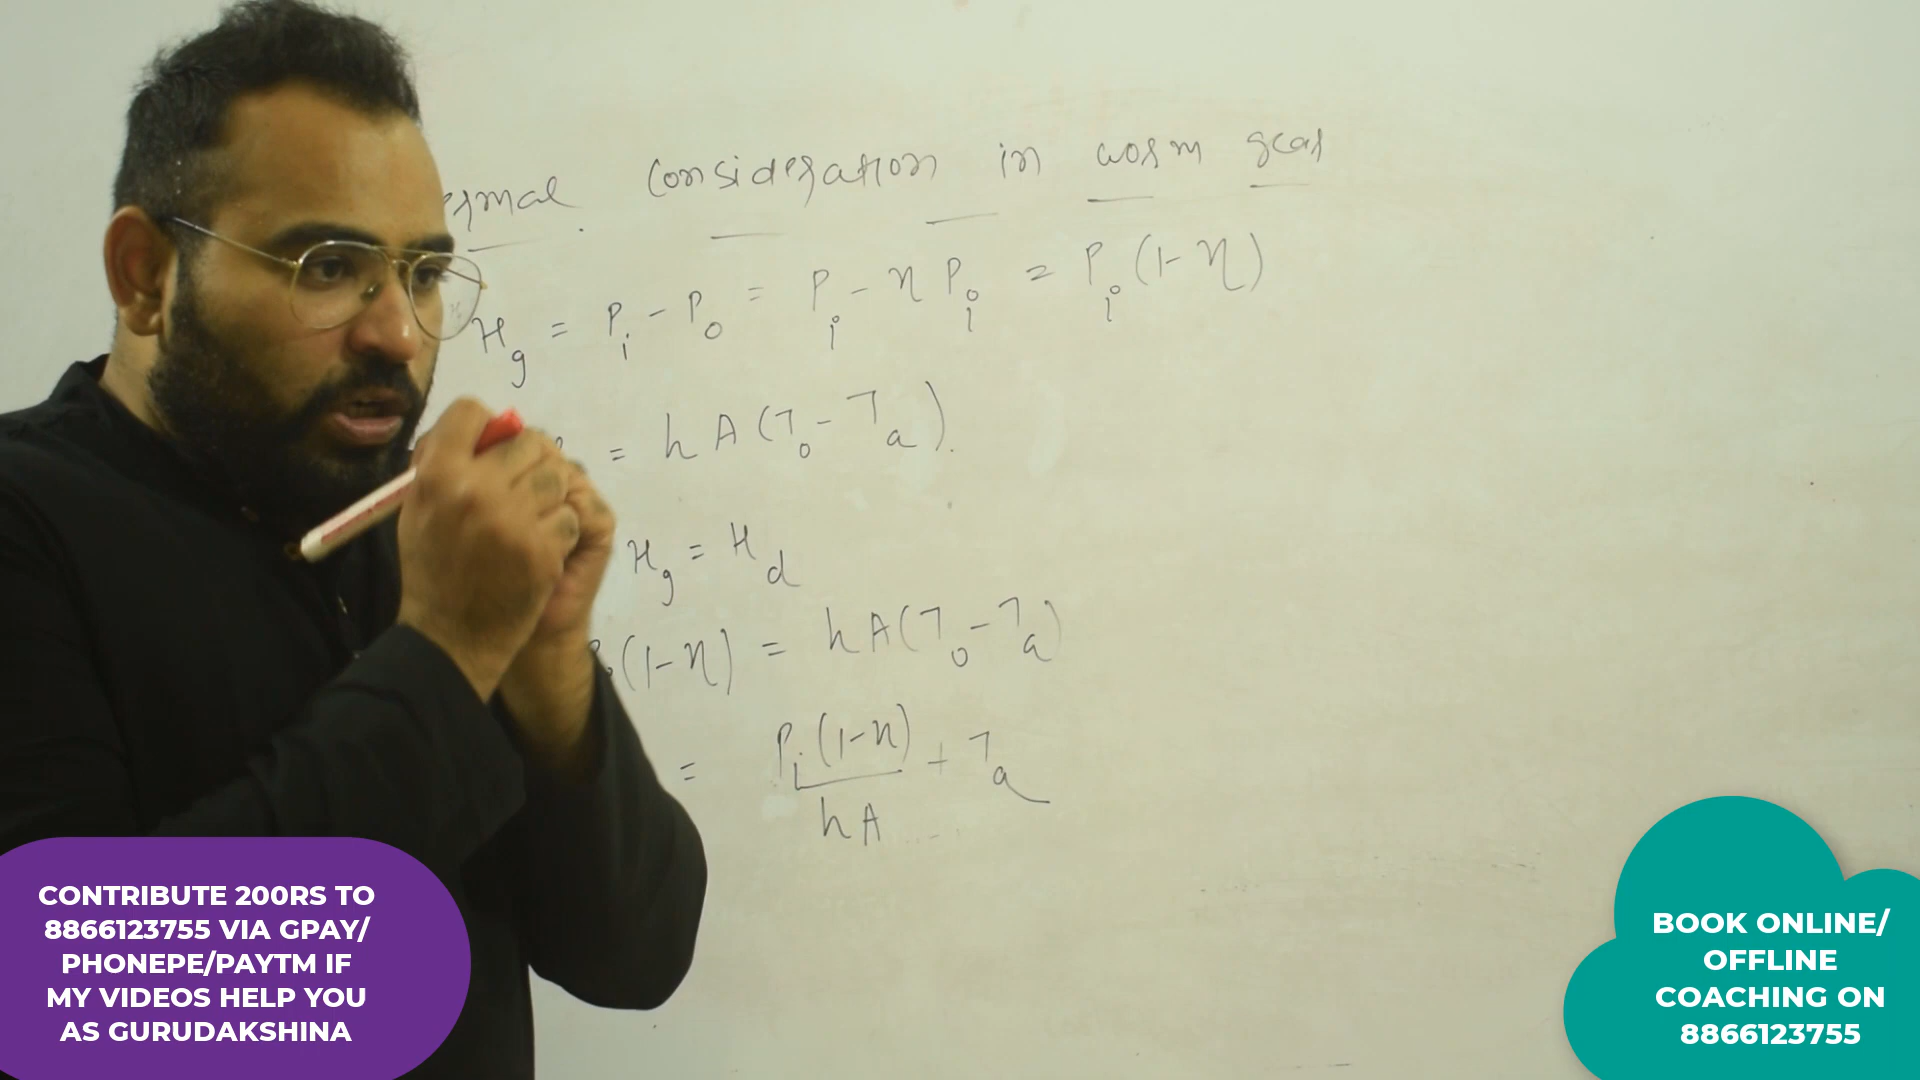 ermal consideration in worm gear
Hg = Pi - Po = Pi - η Pi = Pi (1-η)
= hA (To - Ta).
Hg = Hd
(1-η) = hA (To - Ta)
= Pi (1-η) + Ta
hA
CONTRIBUTE 200RS TO
8866123755 VIA GPAY/
PHONEPE/PAYTM IF
MY VIDEOS HELP YOU
AS GURUDAKSHINA
BOOK ONLINE/
OFFLINE
COACHING ON
8866123755